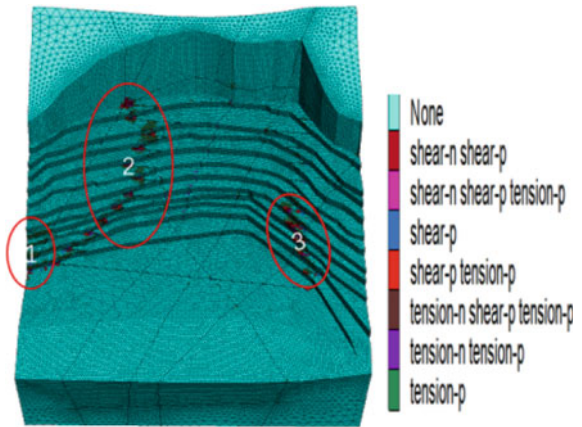 1
2
3
None
shear-n shear-p
shear-n shear-p tension-p
shear-p
shear-p tension-p
tension-n shear-p tension-p
tension-n tension-p
tension-p